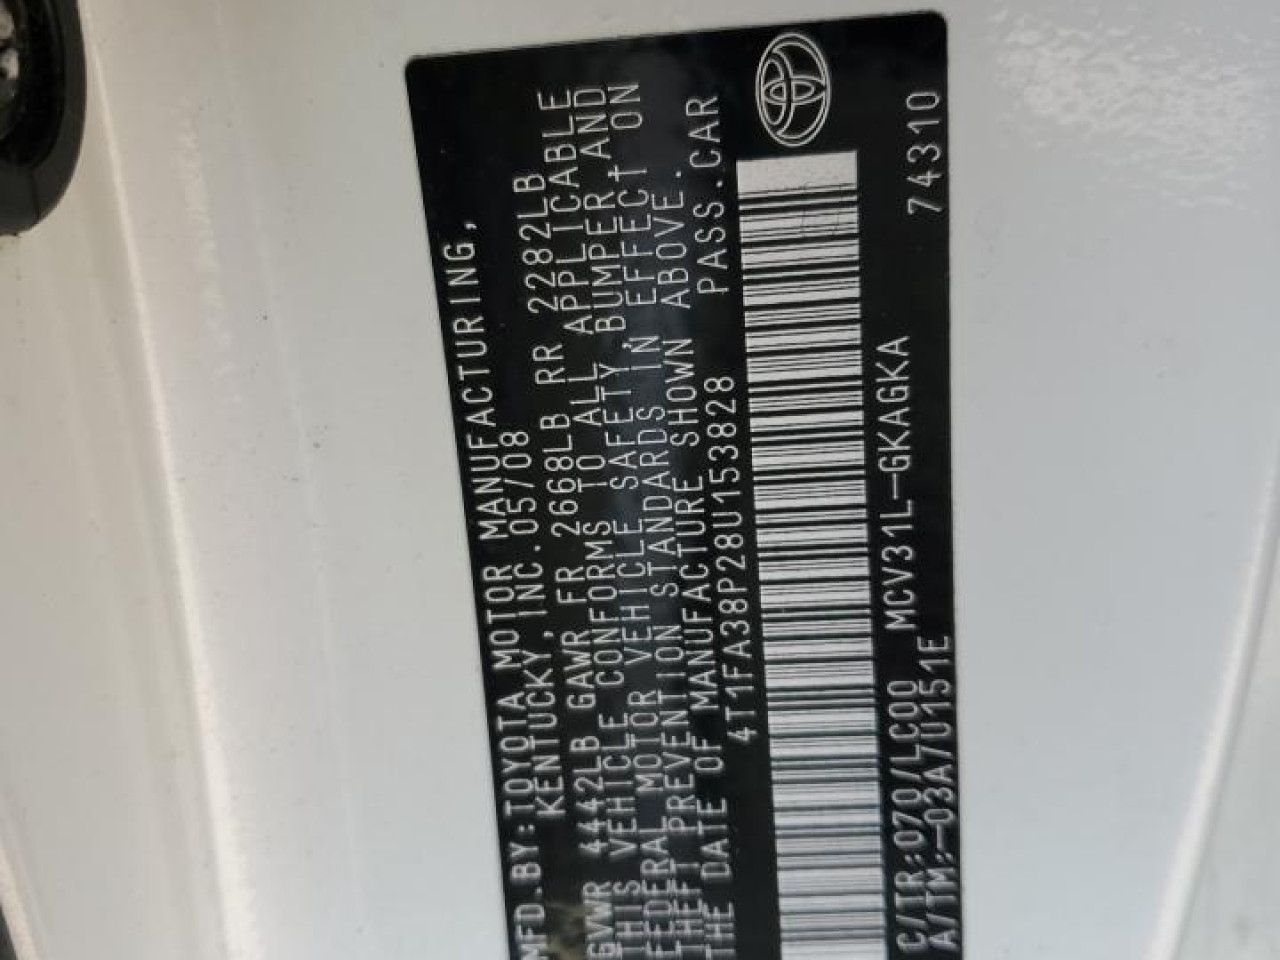 MFD.BY:TOYOTA MOTOR MANUFACTURING,
KENTUCKY,INC.05/08
GVWR 4442LB GAWR FR 2668LB RR 2282LB
THIS VEHICLE CONFORMS TO ALL APPLICABLE
FEDERAL MOTOR VEHICLE SAFETY,BUMPER,AND
THEFT PREVENTION STANDARDS IN EFFECT ON
THE DATE OF MANUFACTURE SHOWN ABOVE.
4T1FA38P28U153828 PASS.CAR
C/TR:070/LC00 MCV31L-GKAGKA
A/TM:-03A/U151E 74310